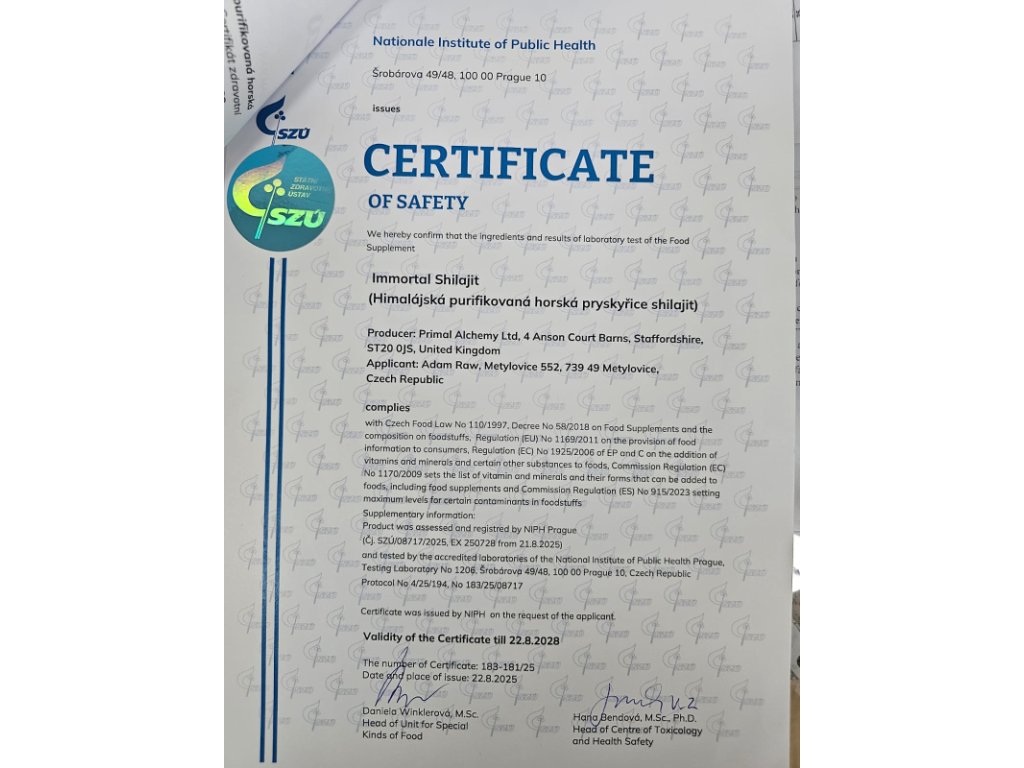 purifikovaná horská
Certifikát zdravotní
SZÚ
STÁTNÍ
ZDRAVOTNÍ
ÚSTAV
SZÚ
Nationale Institute of Public Health
Šrobárova 49/48, 100 00 Prague 10
issues
CERTIFICATE
OF SAFETY
We hereby confirm that the ingredients and results of laboratory test of the Food
Supplement
Immortal Shilajit
(Himalájská purifikovaná horská pryskyřice shilajit)
Producer: Primal Alchemy Ltd, 4 Anson Court Barns, Staffordshire,
ST20 0JS, United Kingdom
Applicant: Adam Raw, Metylovice 552, 739 49 Metylovice,
Czech Republic
complies
with Czech Food Law No 110/1997, Decree No 58/2018 on Food Supplements and the
composition on foodstuffs, Regulation (EU) No 1169/2011 on the provision of food
information to consumers, Regulation (EC) No 1925/2006 of EP and C on the addition of
vitamins and minerals and certain other substances to foods, Commission Regulation (EC)
No 1170/2009 sets the list of vitamin and minerals and their forms that can be added to
foods, including food supplements and Commission Regulation (ES) No 915/2023 setting
maximum levels for certain contaminants in foodstuffs
Supplementary information:
Product was assessed and registred by NIPH Prague
(Čj. SZÚ/08717/2025, EX 250728 from 21.8.2025)
and tested by the accredited laboratories of the National Institute of Public Health Prague,
Testing Laboratory No 1206, Šrobárova 49/48, 100 00 Prague 10, Czech Republic
Protocol No 4/25/194, No 183/25/08717
Certificate was issued by NIPH on the request of the applicant.
Validity of the Certificate till 22.8.2028
The number of Certificate: 183-181/25
Date and place of issue: 22.8.2025
Daniela Winklerová, M.Sc.
Head of Unit for Special
Kinds of Food
Hana Bendová, M.Sc., Ph.D.
Head of Centre of Toxicology
and Health Safety